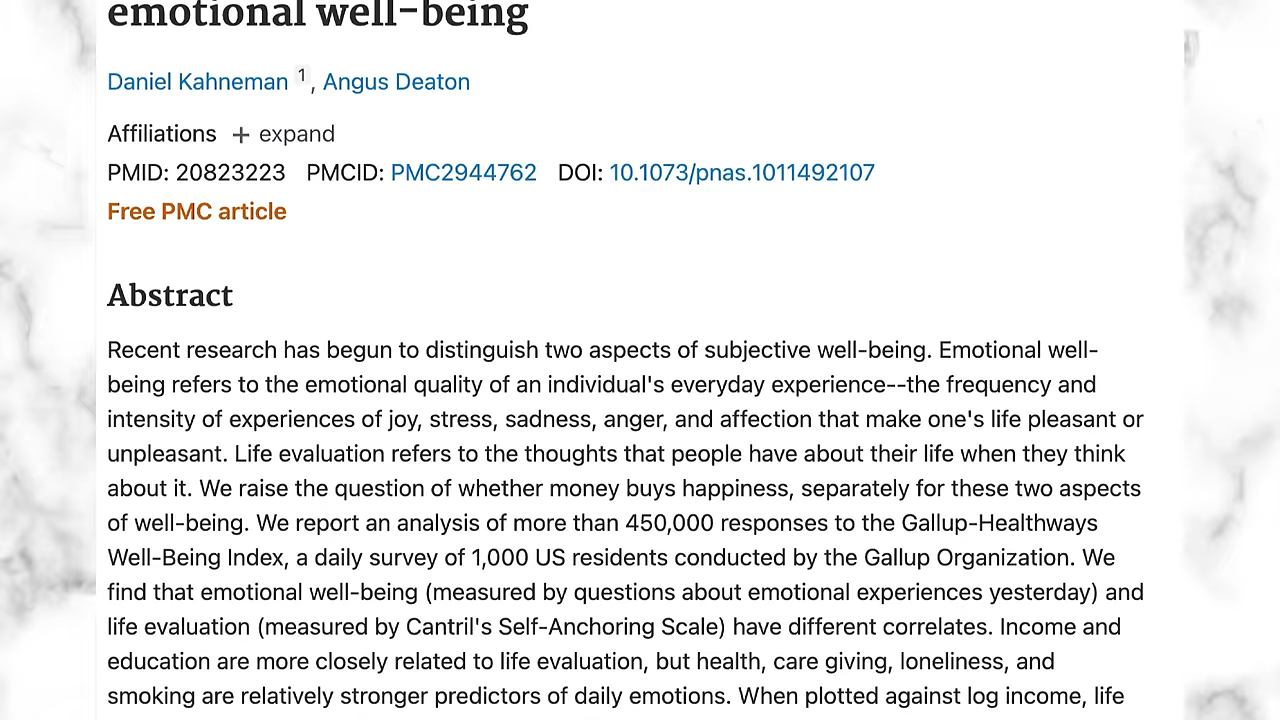 emotional well-being
Daniel Kahneman 1, Angus Deaton
Affiliations + expand
PMID: 20823223 PMCID: PMC2944762 DOI: 10.1073/pnas.1011492107
Free PMC article
Abstract
Recent research has begun to distinguish two aspects of subjective well-being. Emotional well-
being refers to the emotional quality of an individual's everyday experience--the frequency and
intensity of experiences of joy, stress, sadness, anger, and affection that make one's life pleasant or
unpleasant. Life evaluation refers to the thoughts that people have about their life when they think
about it. We raise the question of whether money buys happiness, separately for these two aspects
of well-being. We report an analysis of more than 450,000 responses to the Gallup-Healthways
Well-Being Index, a daily survey of 1,000 US residents conducted by the Gallup Organization. We
find that emotional well-being (measured by questions about emotional experiences yesterday) and
life evaluation (measured by Cantril's Self-Anchoring Scale) have different correlates. Income and
education are more closely related to life evaluation, but health, care giving, loneliness, and
smoking are relatively stronger predictors of daily emotions. When plotted against log income, life